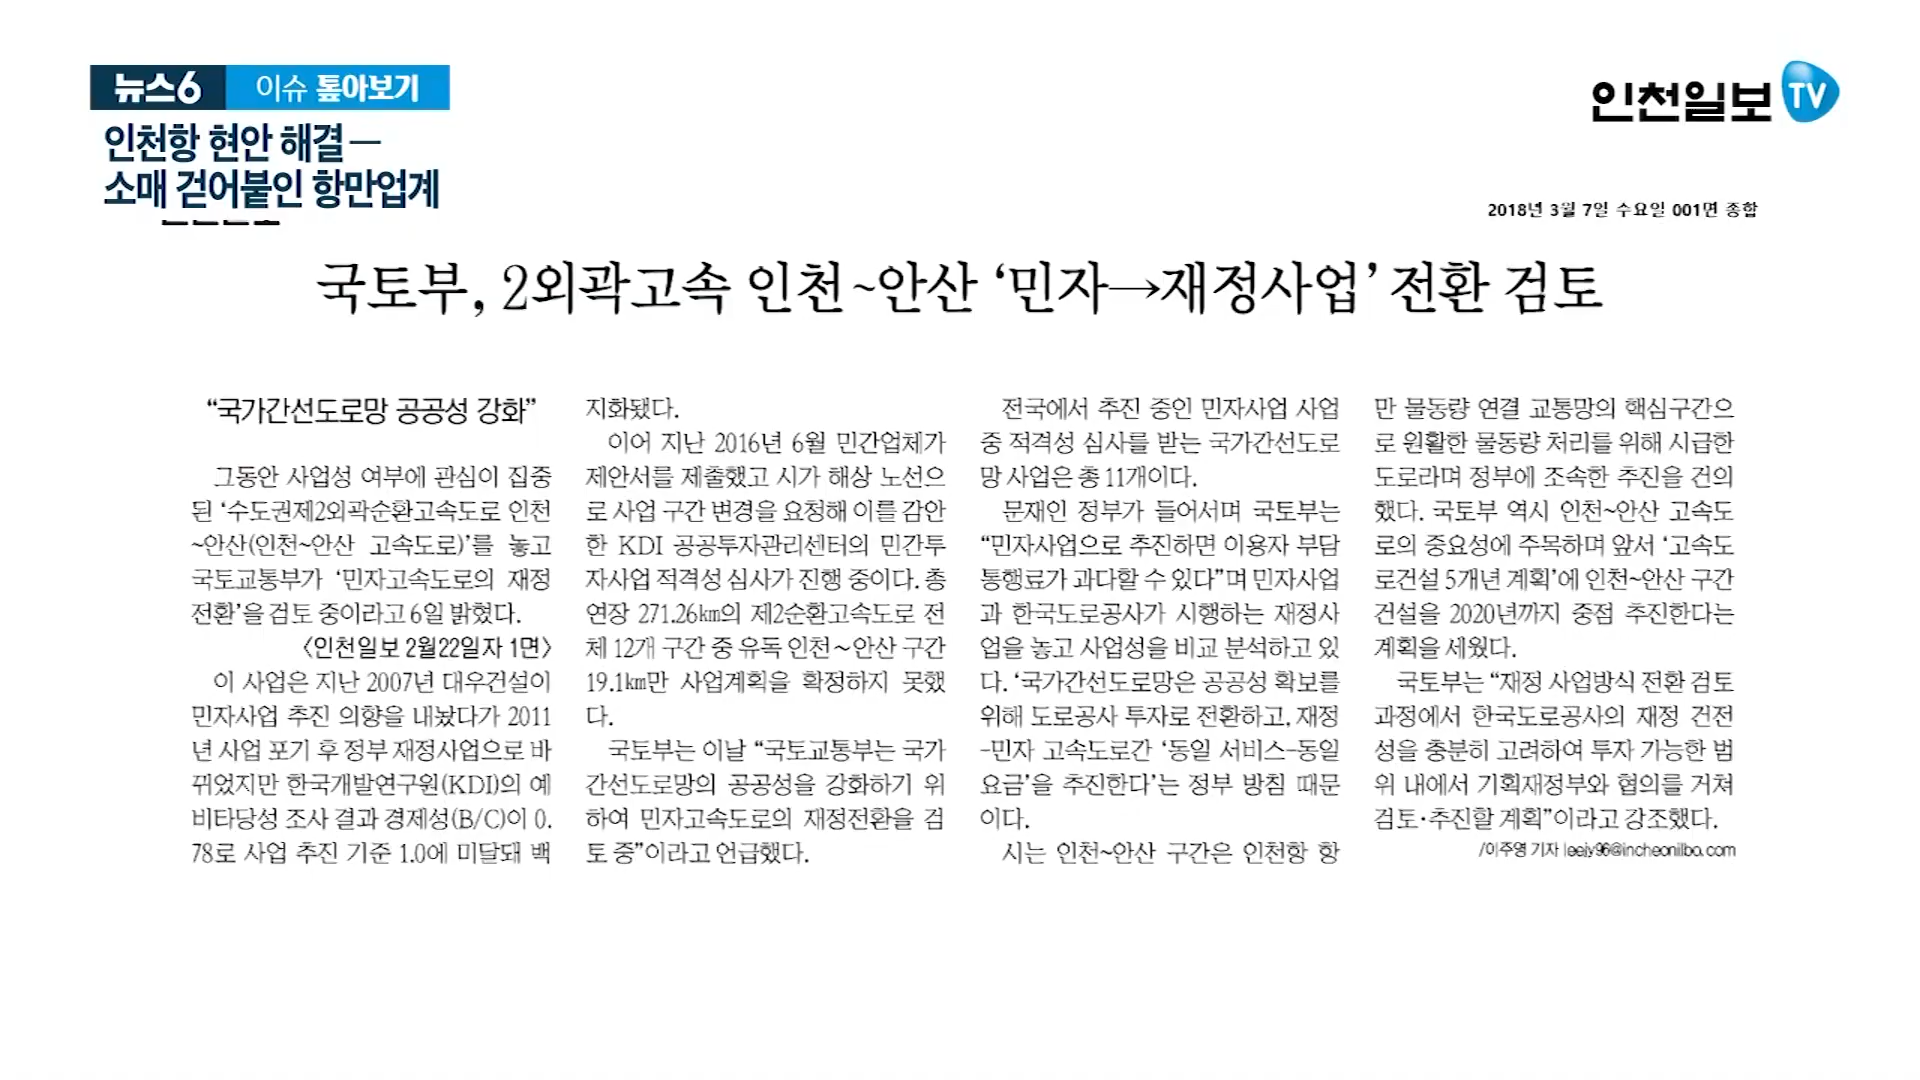 뉴스6 이슈 톺아보기
인천일보 TV
인천항 현안 해결 —
소매 걷어붙인 항만업계
2018년 3월 7일 수요일 001면 종합
국토부, 2외곽고속 인천~안산 ‘민자→재정사업’ 전환 검토
“국가간선도로망 공공성 강화”
그동안 사업성 여부에 관심이 집중
된 ‘수도권제2외곽순환고속도로 인천
~안산(인천~안산 고속도로)’를 놓고
국토교통부가 ‘민자고속도로의 재정
전환’을 검토 중이라고 6일 밝혔다.
〈인천일보 2월22일자 1면〉
이 사업은 지난 2007년 대우건설이
민자사업 추진 의향을 내놨다가 2011
년 사업 포기 후 정부 재정사업으로 바
뀌었지만 한국개발연구원(KDI)의 예
비타당성 조사 결과 경제성(B/C)이 0.
78로 사업 추진 기준 1.0에 미달돼 백
지화됐다.
이어 지난 2016년 6월 민간업체가
제안서를 제출했고 시가 해상 노선으
로 사업 구간 변경을 요청해 이를 감안
한 KDI 공공투자관리센터의 민간투
자사업 적격성 심사가 진행 중이다. 총
연장 271.26㎞의 제2순환고속도로 전
체 12개 구간 중 유독 인천~안산 구간
19.1㎞만 사업계획을 확정하지 못했
다.
국토부는 이날 “국토교통부는 국가
간선도로망의 공공성을 강화하기 위
하여 민자고속도로의 재정전환을 검
토 중”이라고 언급했다.
전국에서 추진 중인 민자사업 사업
중 적격성 심사를 받는 국가간선도로
망 사업은 총 11개이다.
문재인 정부가 들어서며 국토부는
“민자사업으로 추진하면 이용자 부담
통행료가 과다할 수 있다”며 민자사업
과 한국도로공사가 시행하는 재정사
업을 놓고 사업성을 비교 분석하고 있
다. ‘국가간선도로망은 공공성 확보를
위해 도로공사 투자로 전환하고, 재정
-민자 고속도로간 ‘동일 서비스-동일
요금’을 추진한다’는 정부 방침 때문
이다.
시는 인천~안산 구간은 인천항 항
만 물동량 연결 교통망의 핵심구간으
로 원활한 물동량 처리를 위해 시급한
도로라며 정부에 조속한 추진을 건의
했다. 국토부 역시 인천~안산 고속도
로의 중요성에 주목하며 앞서 ‘고속도
로건설 5개년 계획’에 인천~안산 구간
건설을 2020년까지 중점 추진한다는
계획을 세웠다.
국토부는 “재정 사업방식 전환 검토
과정에서 한국도로공사의 재정 건전
성을 충분히 고려하여 투자 가능한 범
위 내에서 기획재정부와 협의를 거쳐
검토·추진할 계획”이라고 강조했다.
/이주영 기자 leejy96@incheonilbo.com